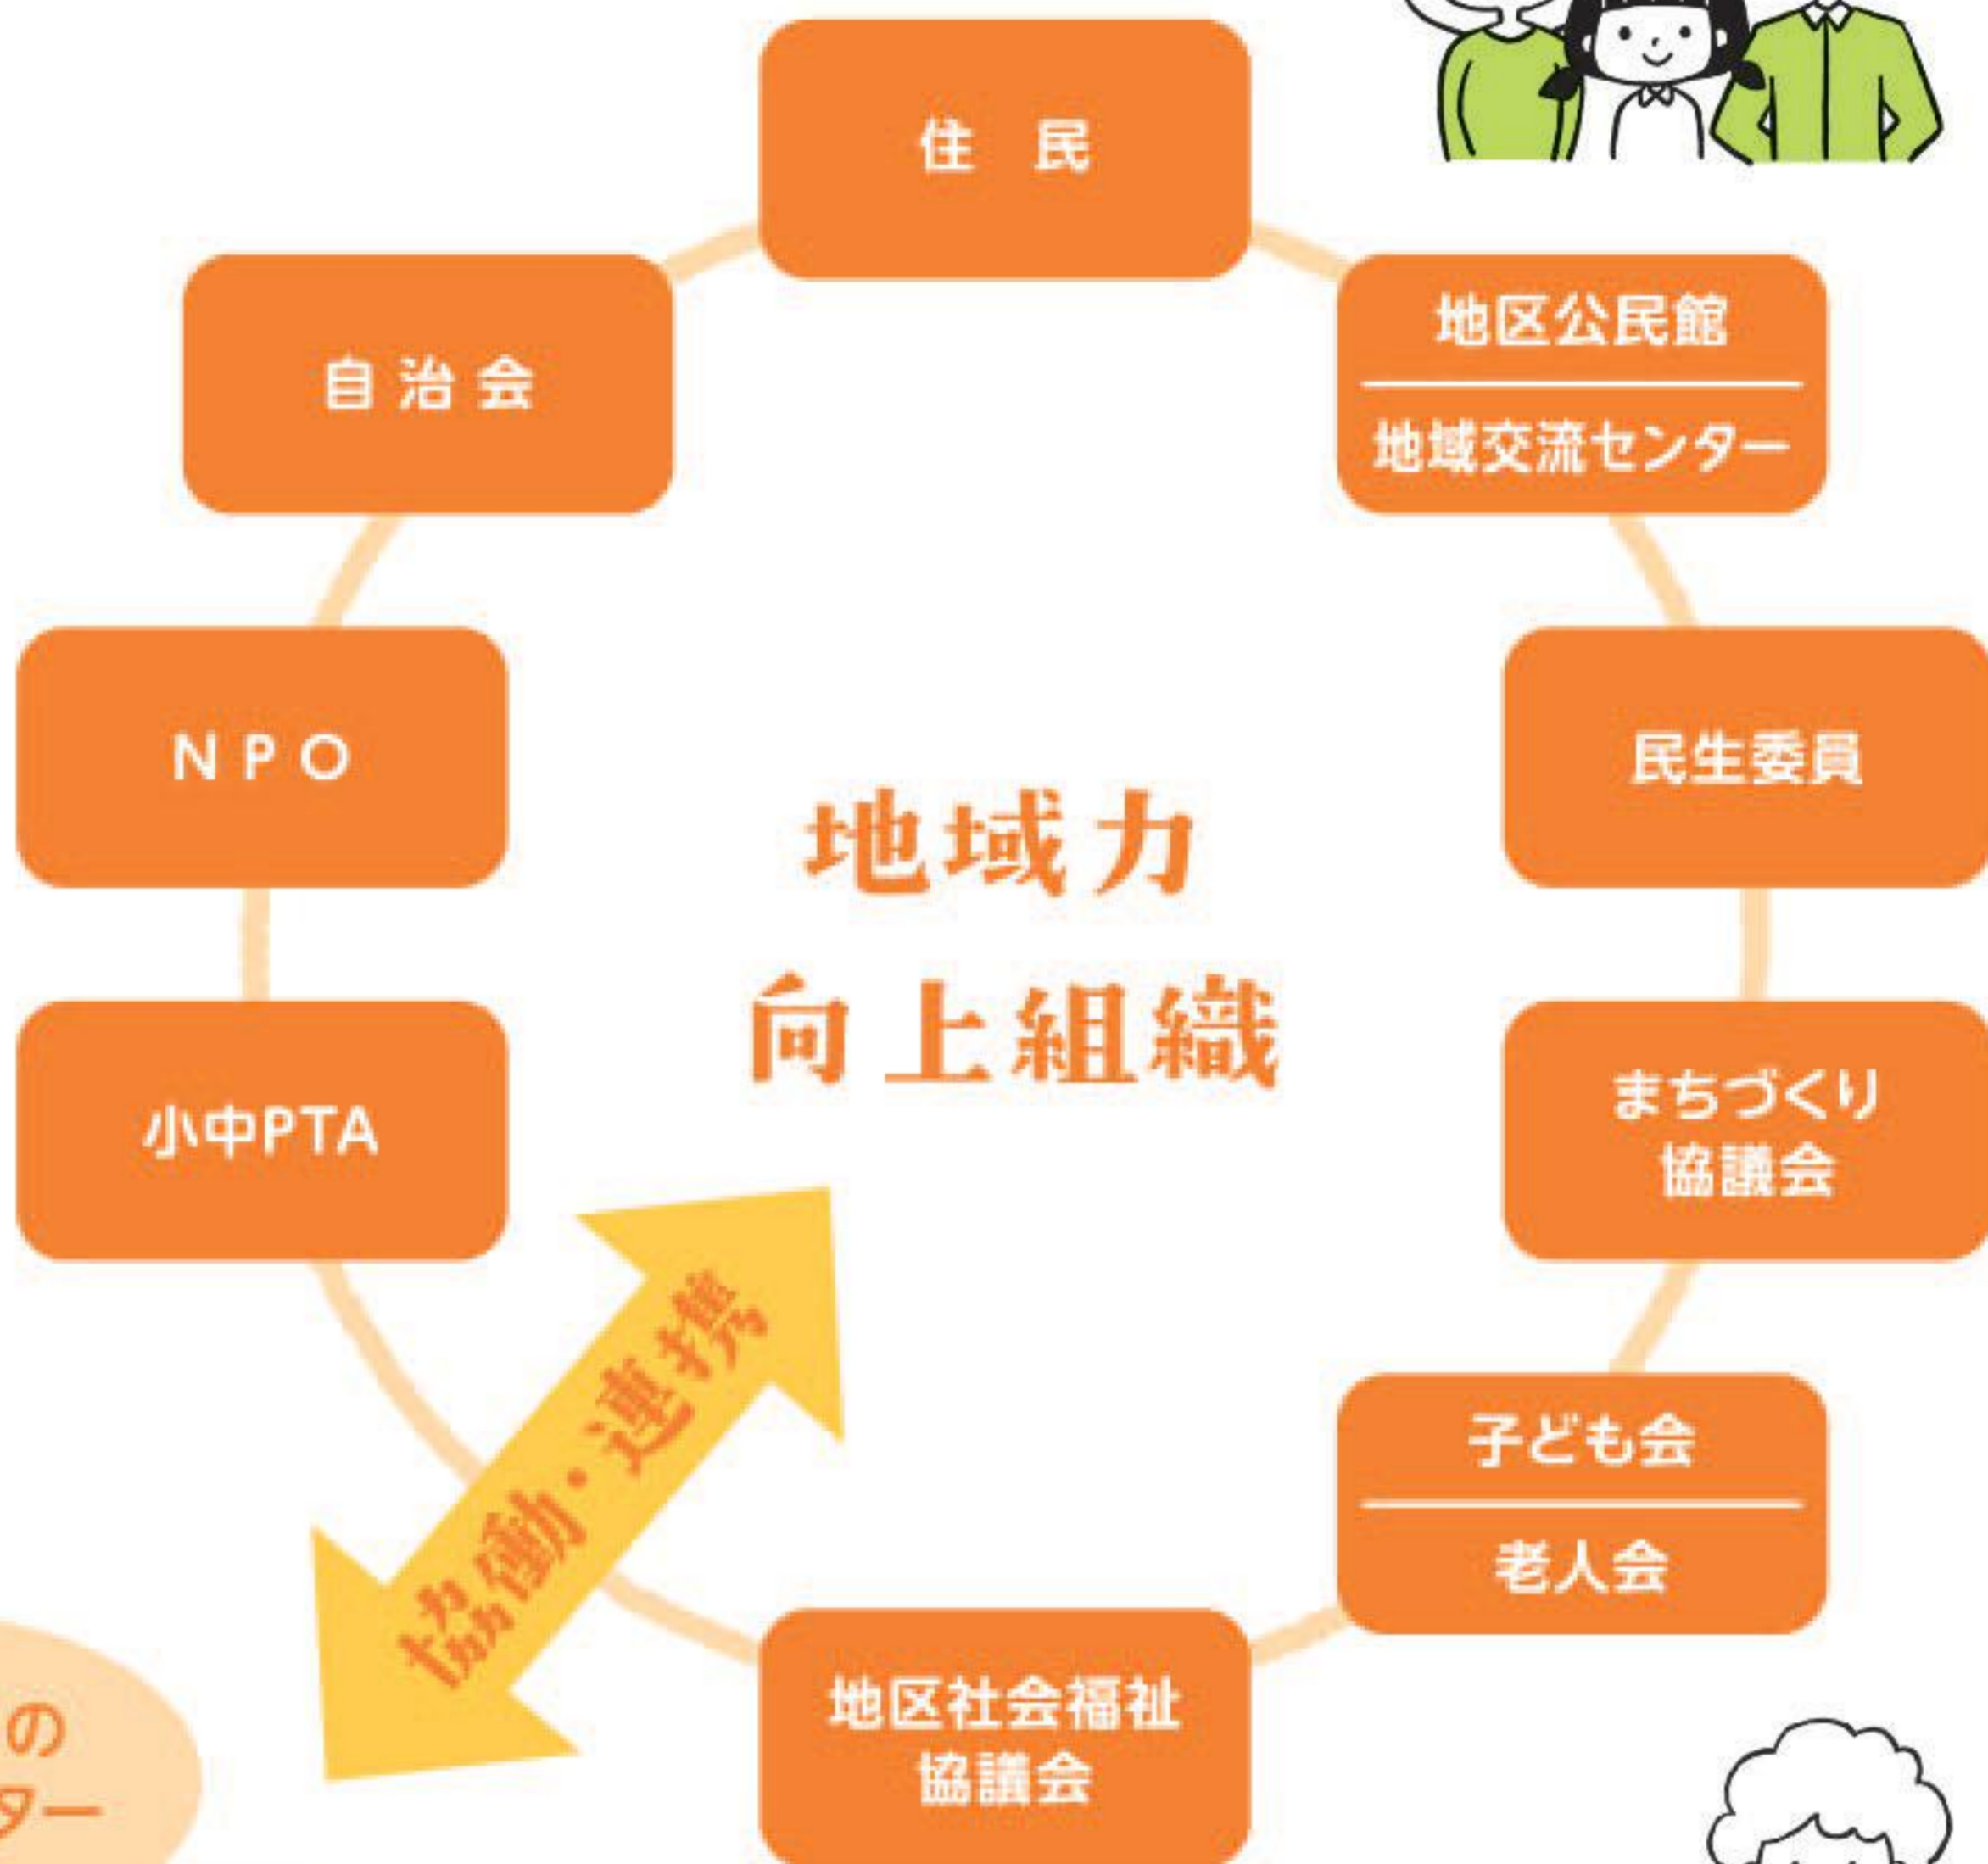 住 民
自 治 会
地区公民館
地域交流センター
N P O
民生委員
地域力
向上組織
小中PTA
まちづくり
協議会
協働・連携
子ども会
老人会
地区社会福祉
協議会
の
ター